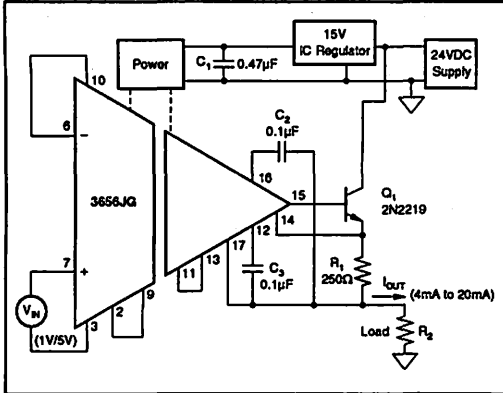 15V
IC Regulator
24VDC
Supply
Power
C1
0.47µF
10
6
−
3656JG
7
+
VIN
(1V/5V)
3
2
9
C2
0.1µF
16
15
14
12
17
13
11
C3
0.1µF
Q1
2N2219
R1
250Ω
IOUT
(4mA to 20mA)
Load
R2